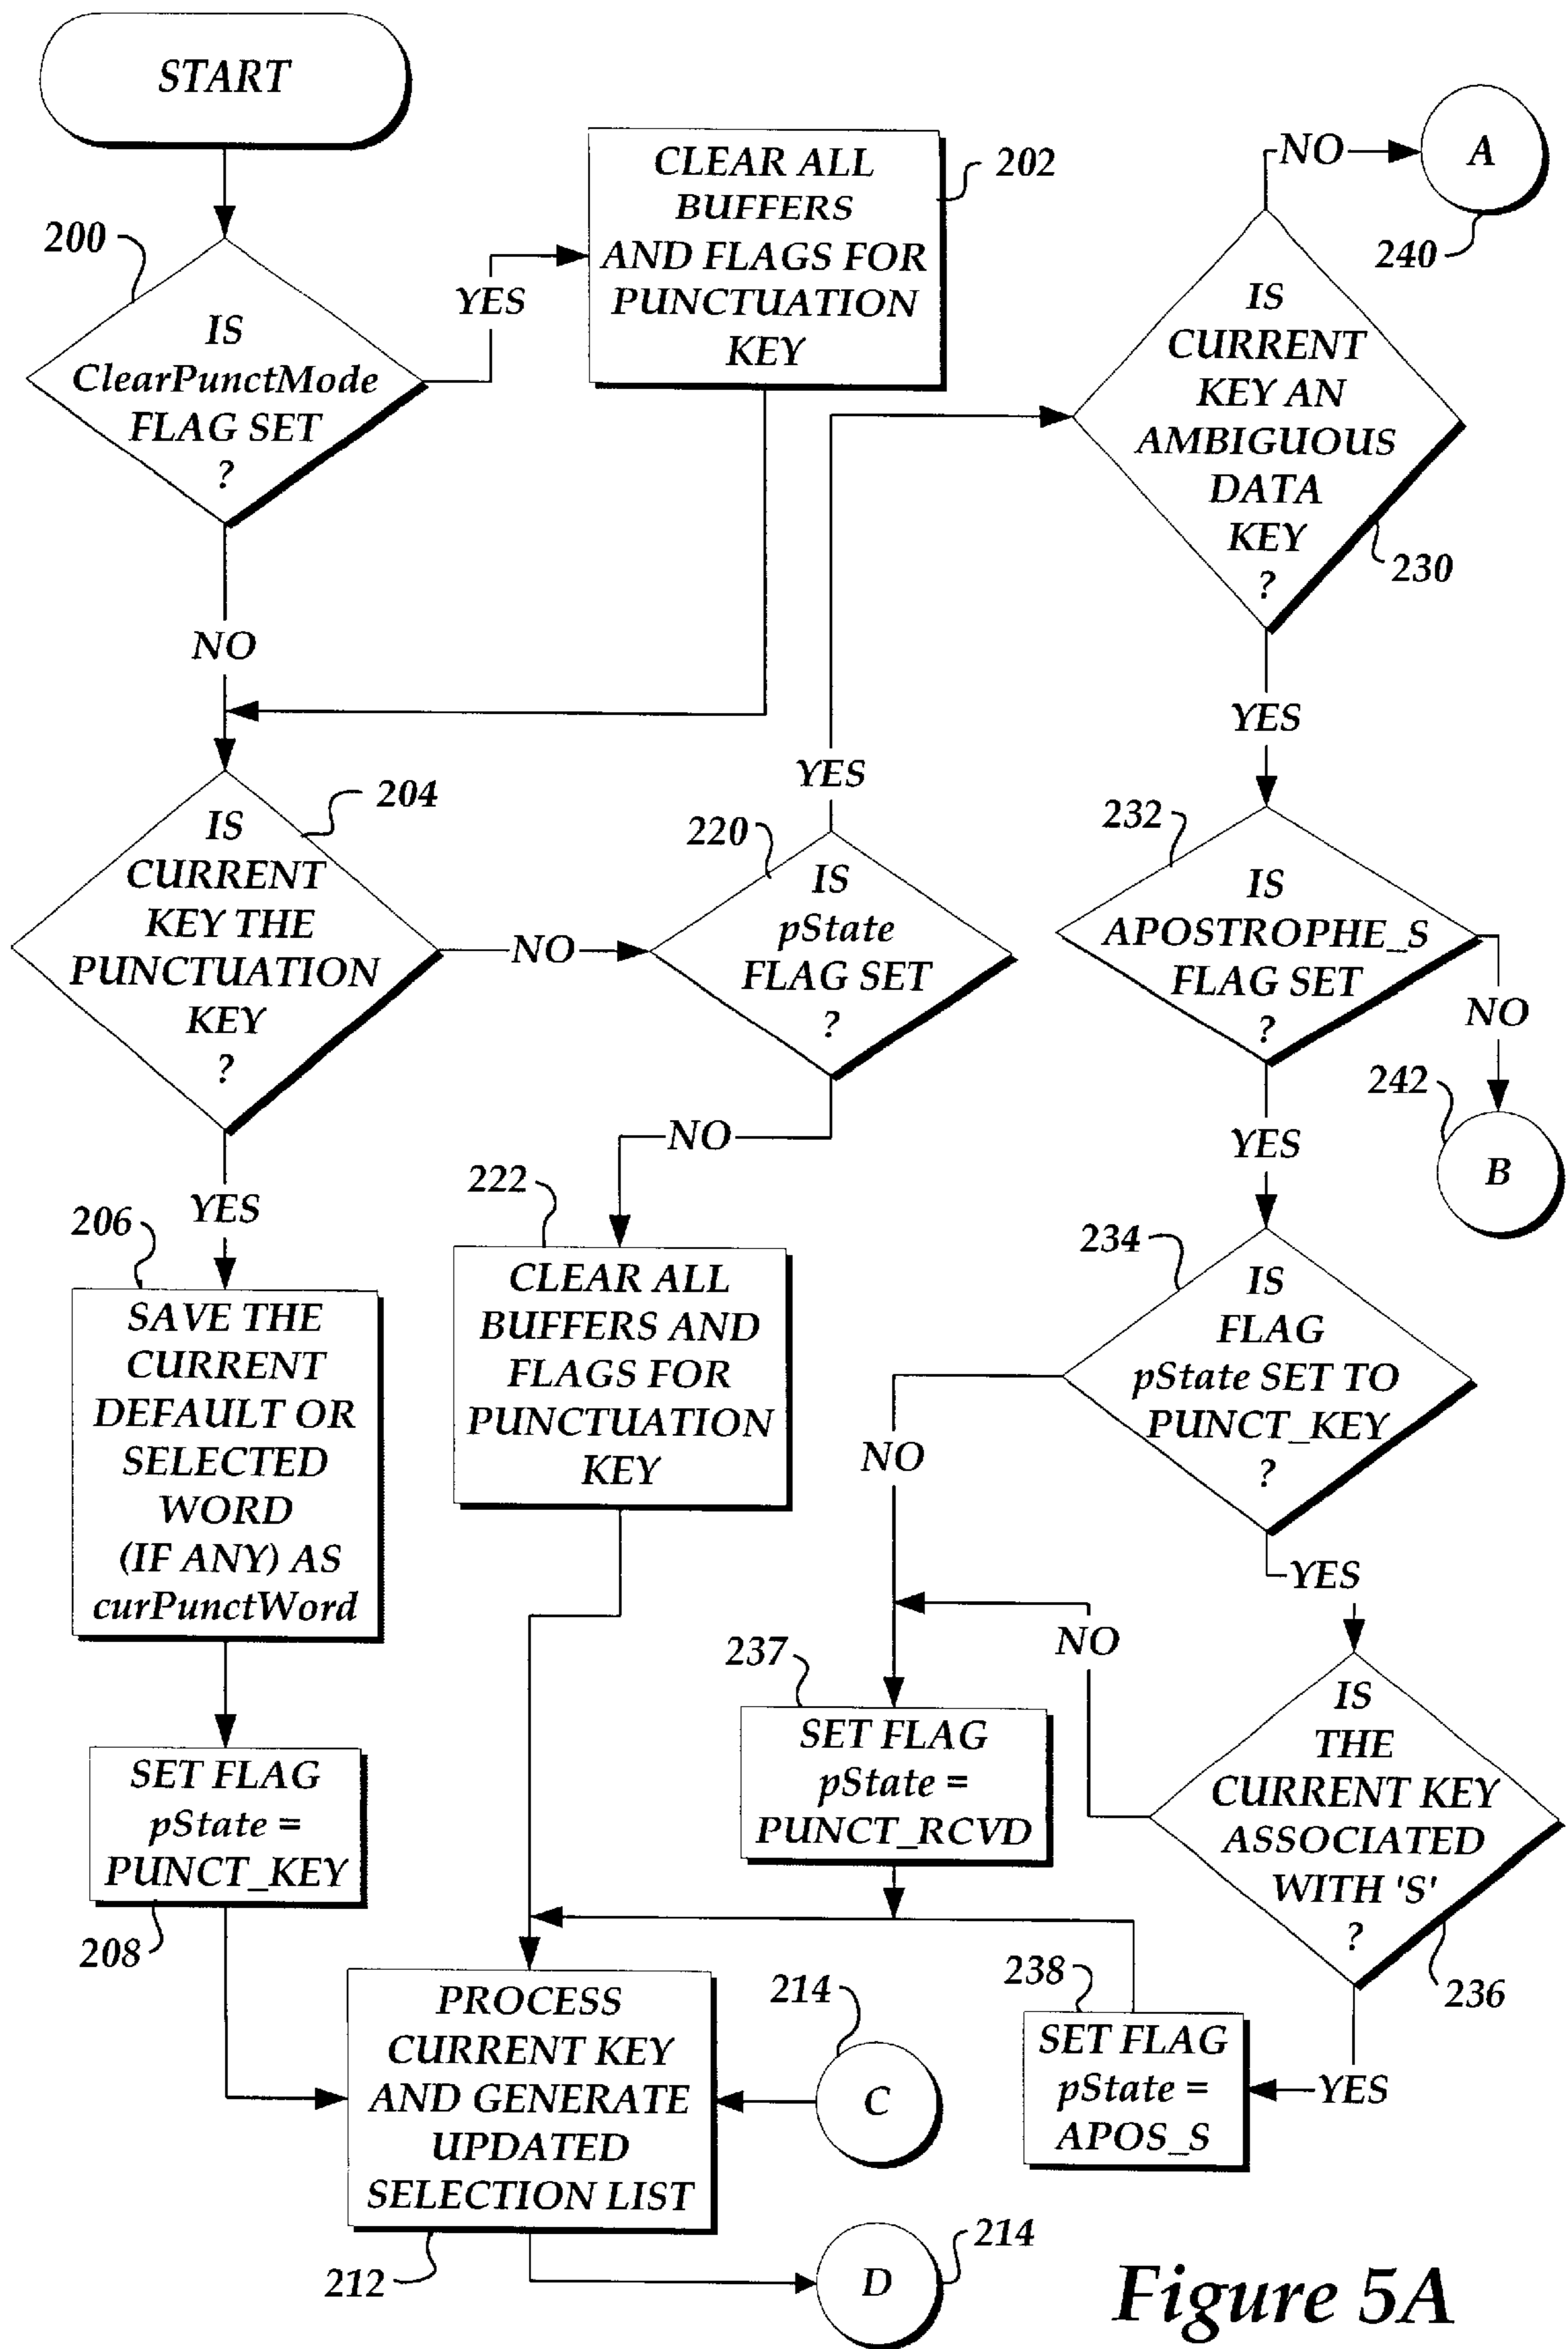 START
200
IS
ClearPunctMode
FLAG SET
?
YES
NO
CLEAR ALL
BUFFERS
AND FLAGS FOR
PUNCTUATION
KEY
202
204
IS
CURRENT
KEY THE
PUNCTUATION
KEY
?
NO
YES
206
SAVE THE
CURRENT
DEFAULT OR
SELECTED
WORD
(IF ANY) AS
curPunctWord
SET FLAG
pState =
PUNCT_KEY
208
220
IS
pState
FLAG SET
?
YES
NO
222
CLEAR ALL
BUFFERS AND
FLAGS FOR
PUNCTUATION
KEY
IS
CURRENT
KEY AN
AMBIGUOUS
DATA
KEY
?
230
NO
A
240
YES
232
IS
APOSTROPHE_S
FLAG SET
?
NO
242
B
YES
234
IS
FLAG
pState SET TO
PUNCT_KEY
?
NO
YES
IS
THE
CURRENT KEY
ASSOCIATED
WITH 'S'
?
236
NO
YES
237
SET FLAG
pState =
PUNCT_RCVD
238
SET FLAG
pState =
APOS_S
PROCESS
CURRENT KEY
AND GENERATE
UPDATED
SELECTION LIST
212
214
C
D
214
Figure 5A